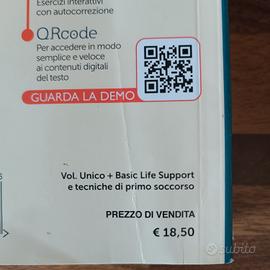 Esercizi interattivi
con autocorrezione
QRcode
Per accedere in modo
semplice e veloce
ai contenuti digitali
del testo
GUARDA LA DEMO
Vol. Unico + Basic Life Support
e tecniche di primo soccorso
PREZZO DI VENDITA
€ 18,50
subito